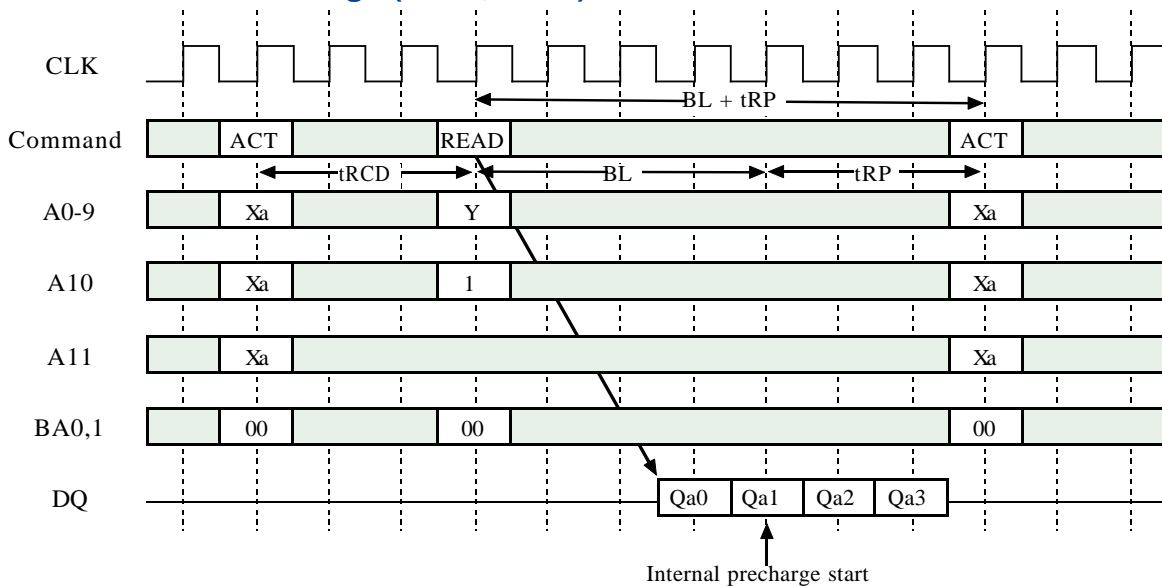 CLK
BL + tRP
Command ACT READ ACT
tRCD BL tRP
A0-9 Xa Y Xa
A10 Xa 1 Xa
A11 Xa Xa
BA0,1 00 00 00
DQ Qa0 Qa1 Qa2 Qa3
Internal precharge start